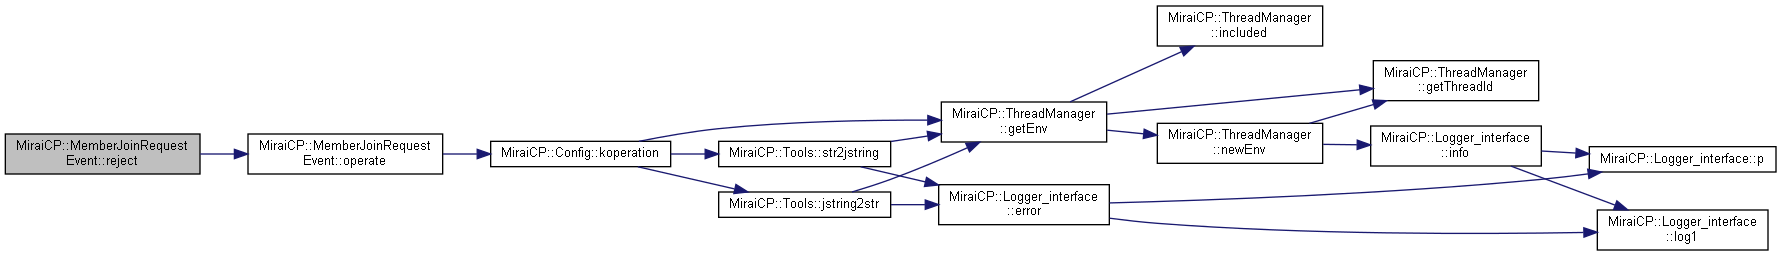 MiraiCP::MemberJoinRequest
Event::reject
MiraiCP::MemberJoinRequest
Event::operate
MiraiCP::Config::koperation
MiraiCP::Tools::str2jstring
MiraiCP::Tools::jstring2str
MiraiCP::ThreadManager
::getEnv
MiraiCP::Logger_interface
::error
MiraiCP::ThreadManager
::included
MiraiCP::ThreadManager
::newEnv
MiraiCP::ThreadManager
::getThreadId
MiraiCP::Logger_interface
::info
MiraiCP::Logger_interface::p
MiraiCP::Logger_interface
::log1